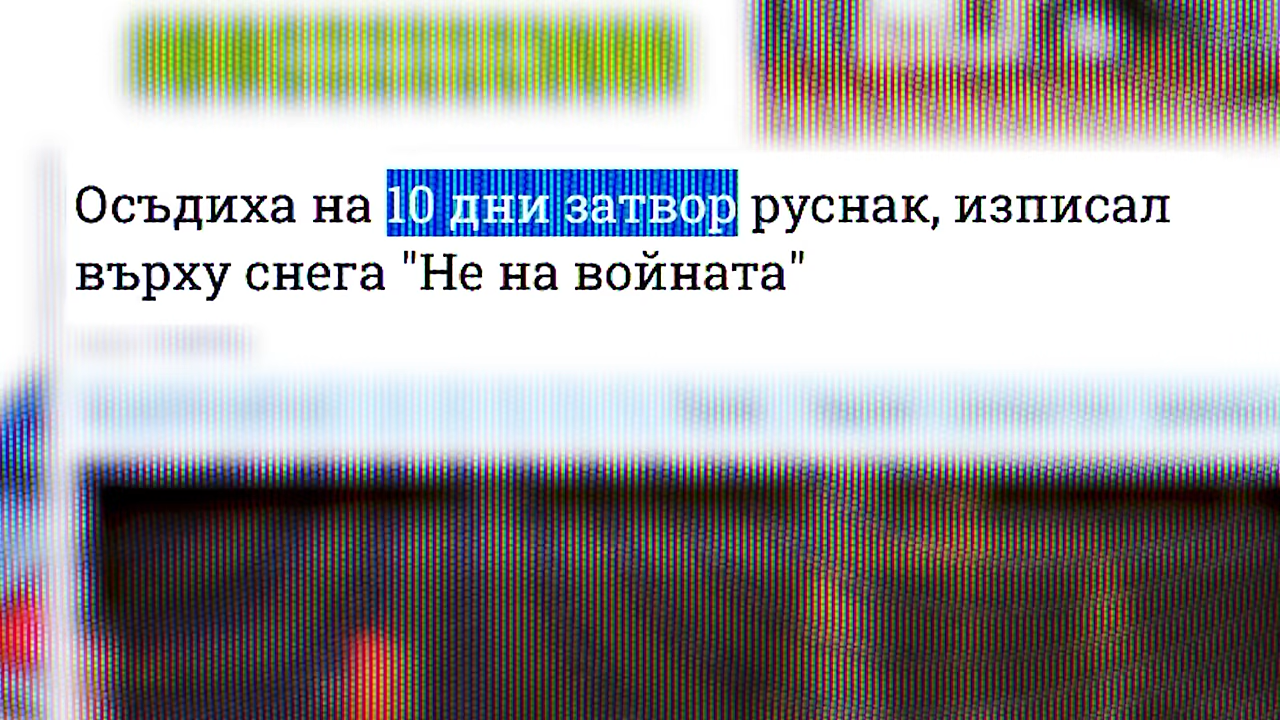 Осъдиха на 10 дни затвор руснак, изписал
върху снега "Не на войната"